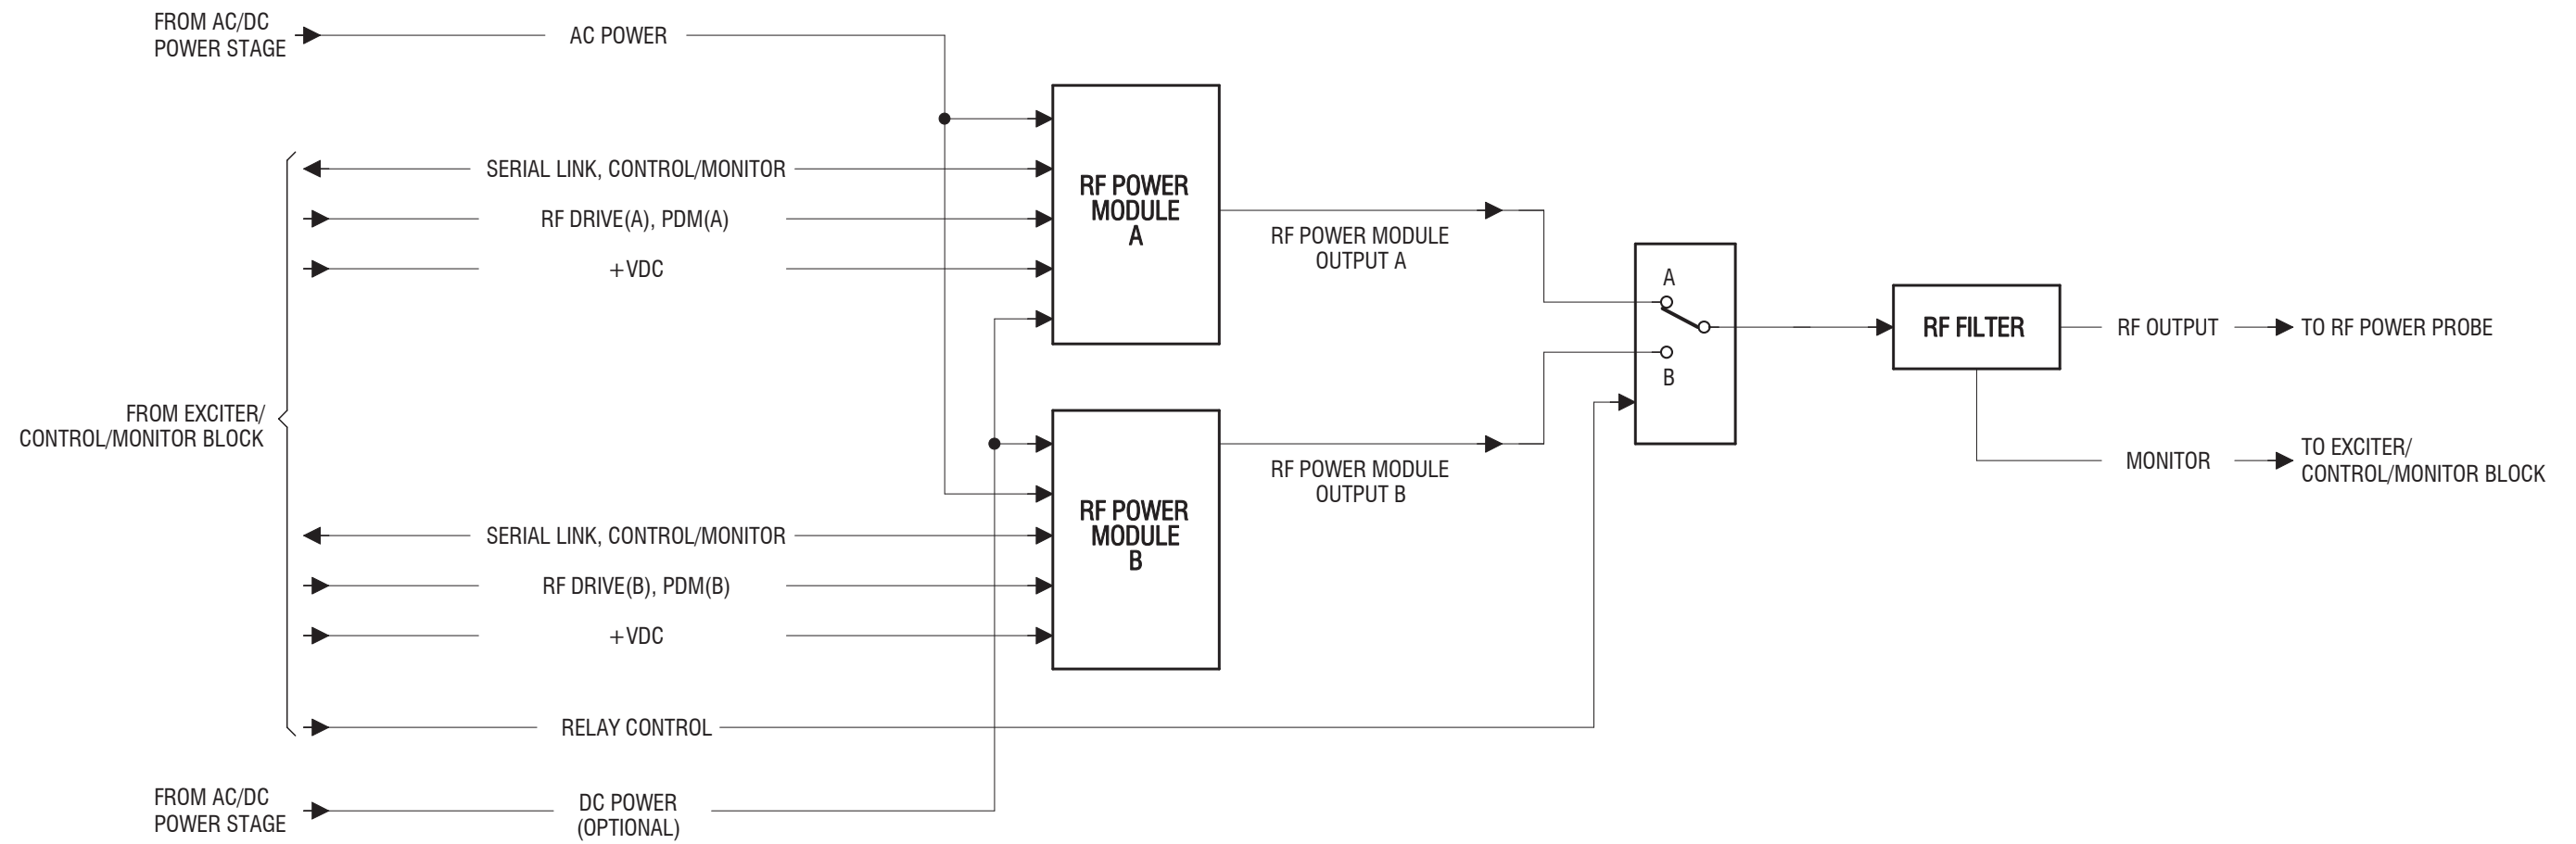 FROM AC/DC
POWER STAGE
AC POWER
SERIAL LINK, CONTROL/MONITOR
RF DRIVE(A), PDM(A)
+VDC
RF POWER
MODULE
A
RF POWER MODULE
OUTPUT A
A
B
RF FILTER
RF OUTPUT
TO RF POWER PROBE
MONITOR
TO EXCITER/
CONTROL/MONITOR BLOCK
FROM EXCITER/
CONTROL/MONITOR BLOCK
RF POWER
MODULE
B
RF POWER MODULE
OUTPUT B
SERIAL LINK, CONTROL/MONITOR
RF DRIVE(B), PDM(B)
+VDC
RELAY CONTROL
FROM AC/DC
POWER STAGE
DC POWER
(OPTIONAL)